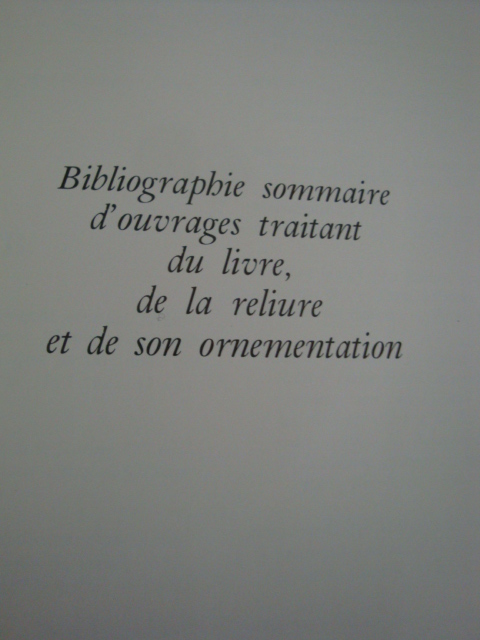 Bibliographie sommaire
d'ouvrages traitant
du livre,
de la reliure
et de son ornementation